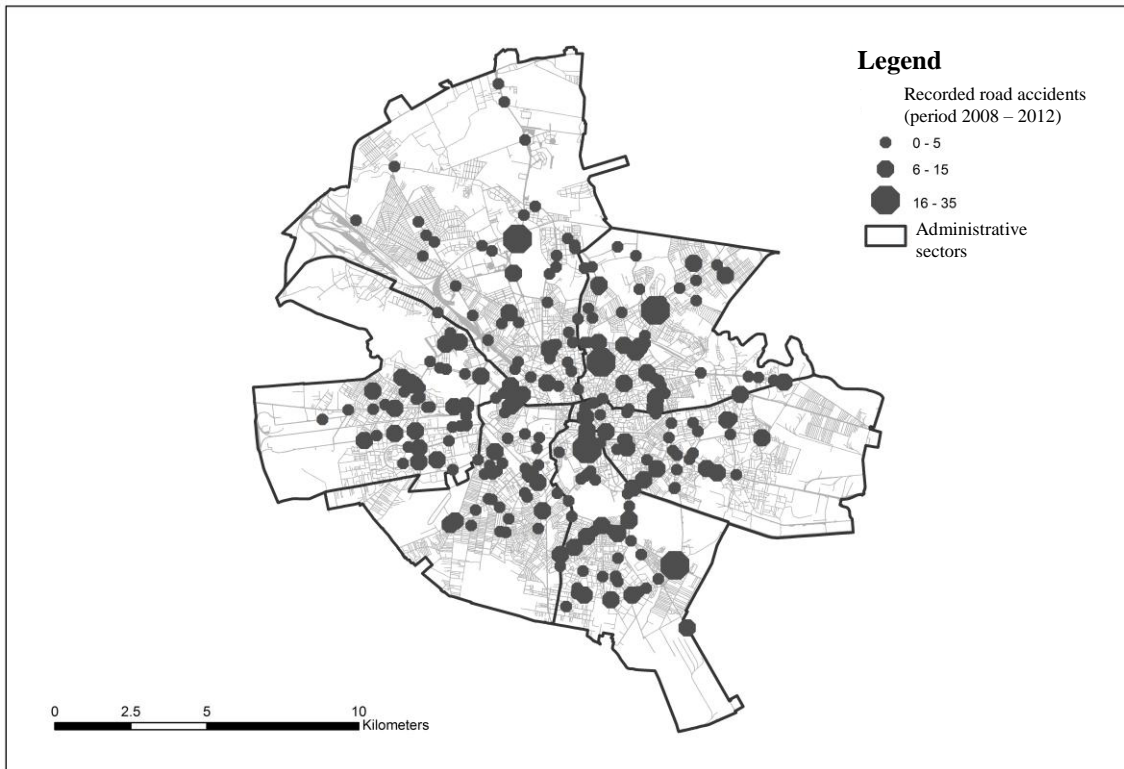 Legend
Recorded road accidents
(period 2008 – 2012)
0 - 5
6 - 15
16 - 35
Administrative
sectors
0 2.5 5 10
Kilometers